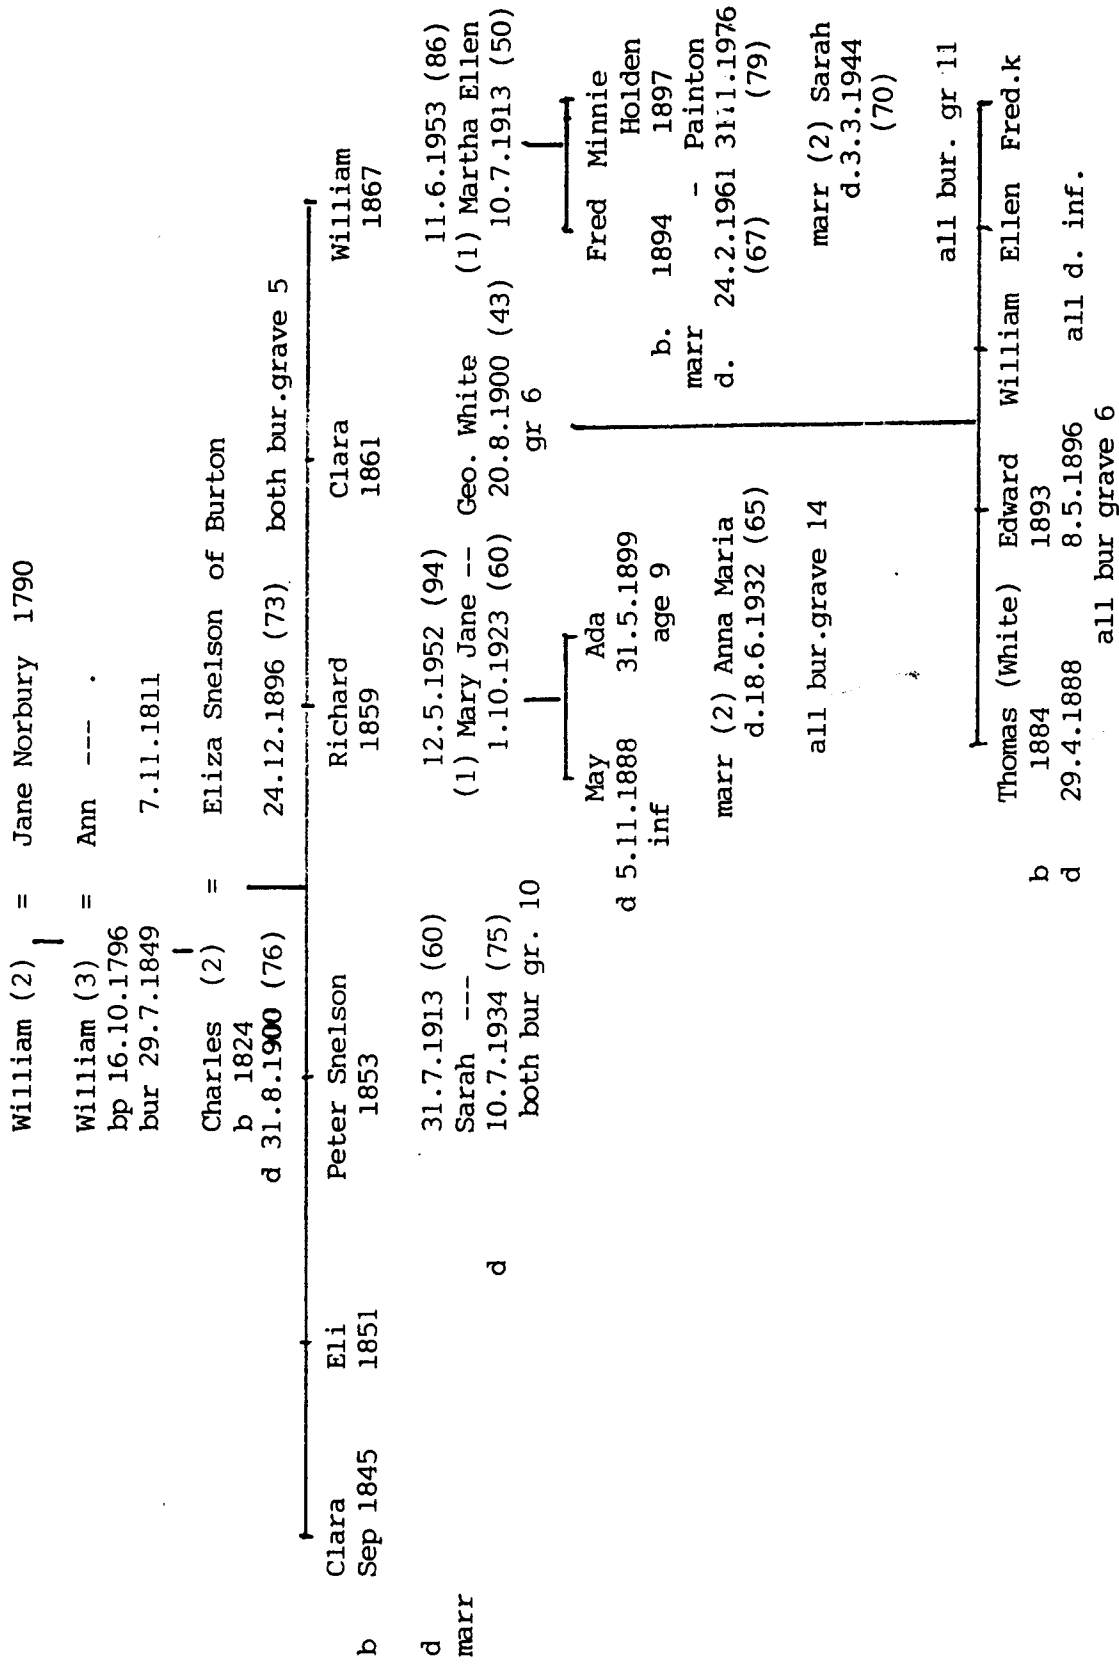 William (2) = Jane Norbury 1790
William (3) = Ann --- .
bp 16.10.1796
bur 29.7.1849 7.11.1811
Charles (2) = Eliza Snelson of Burton
b 1824
d 31.8.1900 (76) 24.12.1896 (73) both bur.grave 5
Clara Eli Peter Snelson Richard Clara William
b Sep 1845 1851 1853 1859 1861 1867
d 31.7.1913 (60) 12.5.1952 (94) 11.6.1953 (86)
marr Sarah --- (1) Mary Jane -- Geo. White (1) Martha Ellen
d 10.7.1934 (75) 1.10.1923 (60) 20.8.1900 (43) 10.7.1913 (50)
both bur gr. 10 gr 6
May Ada Fred Minnie
d 5.11.1888 31.5.1899 Holden
inf age 9 b. 1894 1897
marr - Painton
marr (2) Anna Maria d. 24.2.1961 31.1.1976
d.18.6.1932 (65) (67) (79)
all bur.grave 14 marr (2) Sarah
d.3.3.1944
(70)
all bur. gr 11
Thomas (White) Edward William Ellen Fred.k
b 1884 1893
d 29.4.1888 8.5.1896 all d. inf.
all bur grave 6